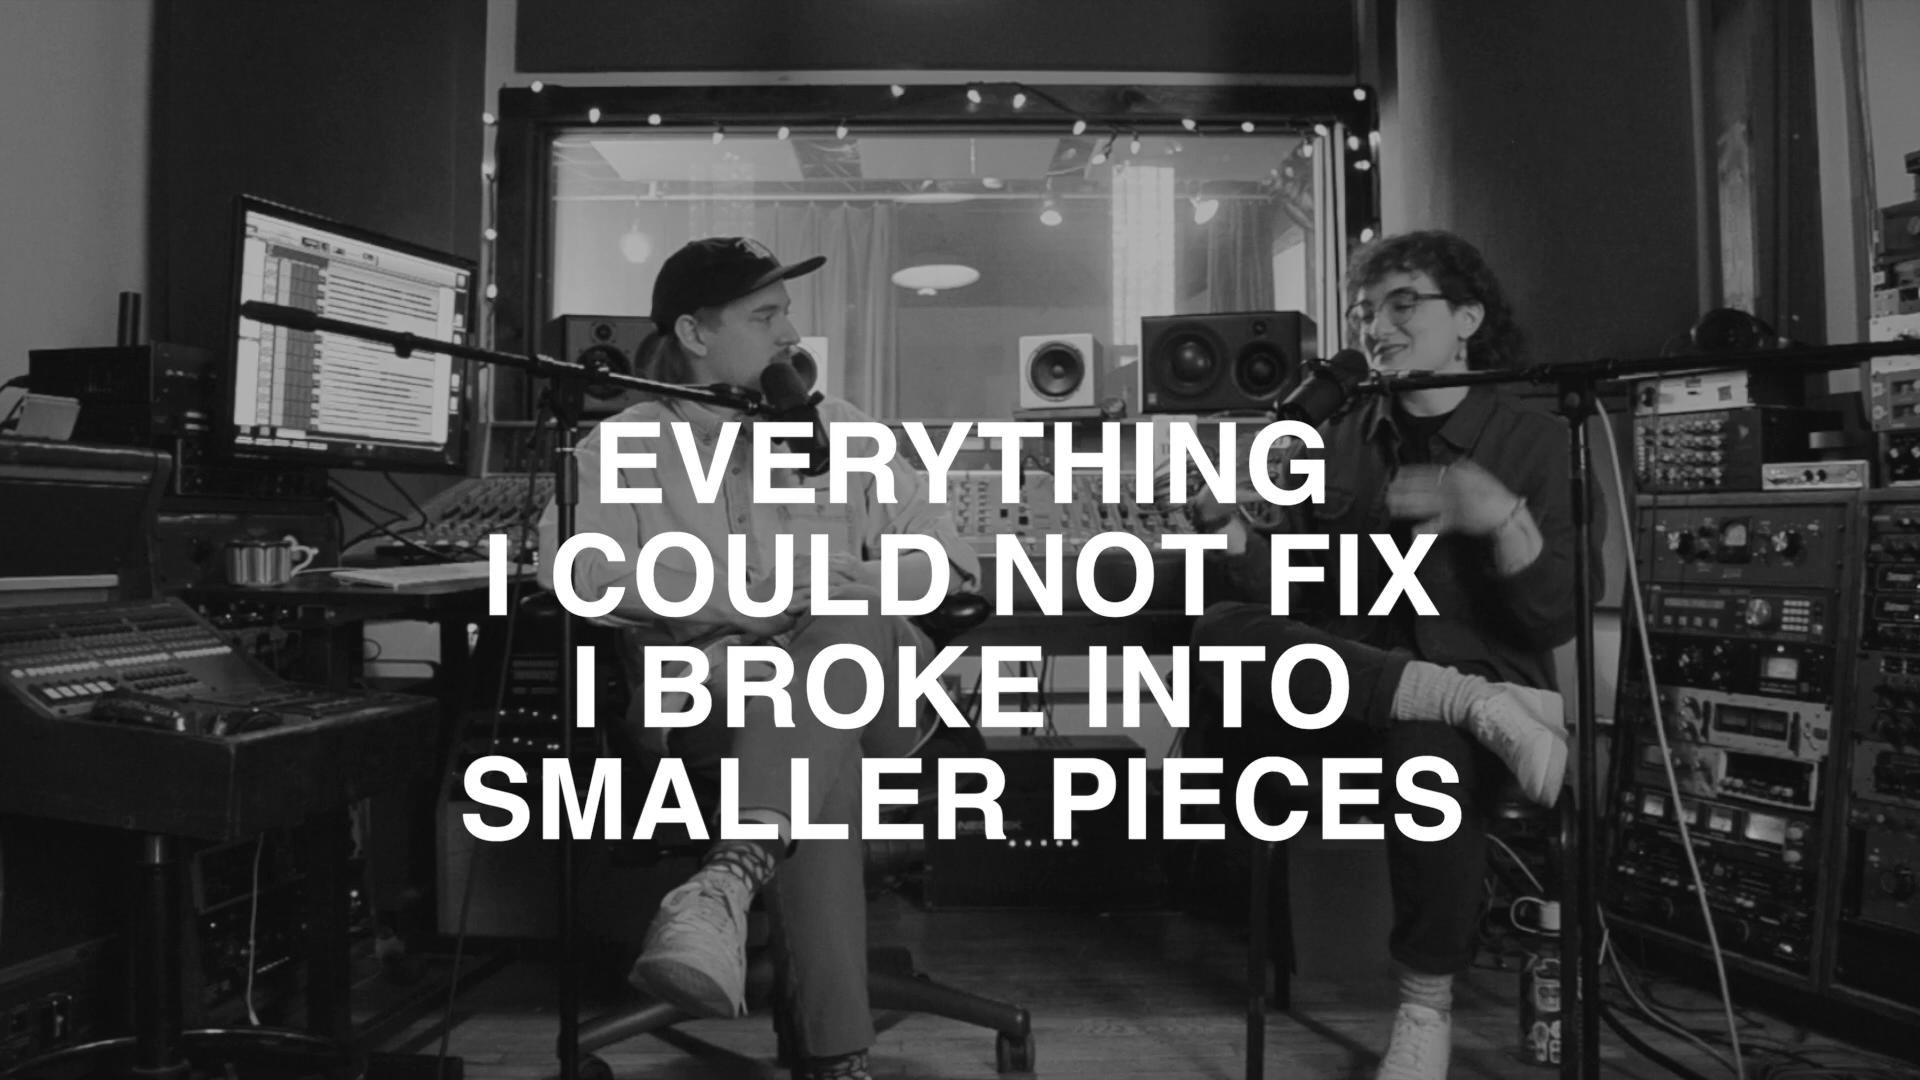 EVERYTHING
I COULD NOT FIX
I BROKE INTO
SMALLER PIECES